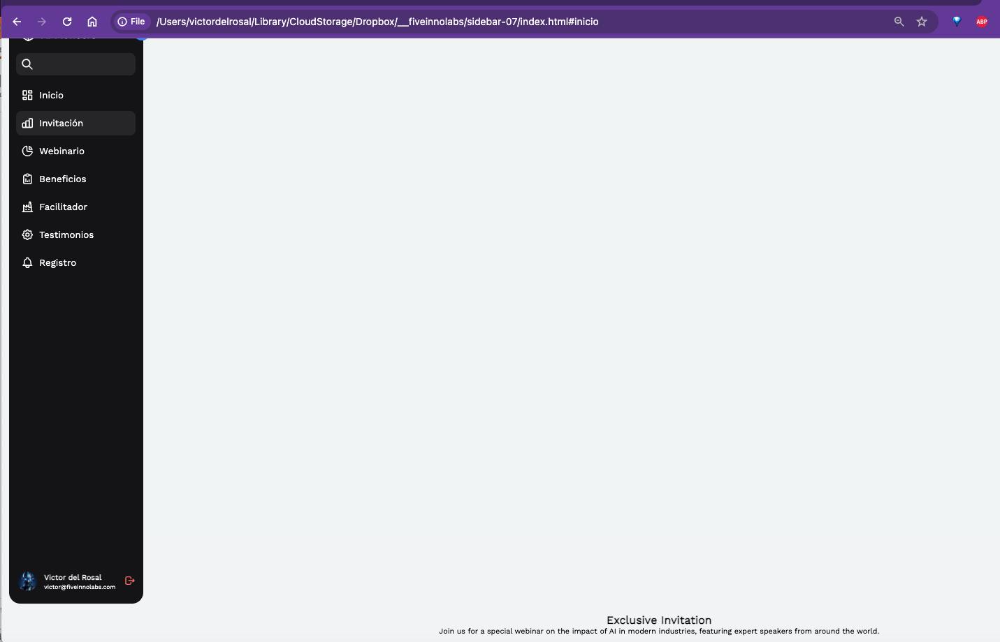 File
/Users/victordelrosal/Library/CloudStorage/Dropbox/__fiveinnolabs/sidebar-07/index.html#inicio
ABP
Inicio
Invitación
Webinario
Beneficios
Facilitador
Testimonios
Registro
Victor del Rosal
victor@fiveinnolabs.com
Exclusive Invitation
Join us for a special webinar on the impact of AI in modern industries, featuring expert speakers from around the world.